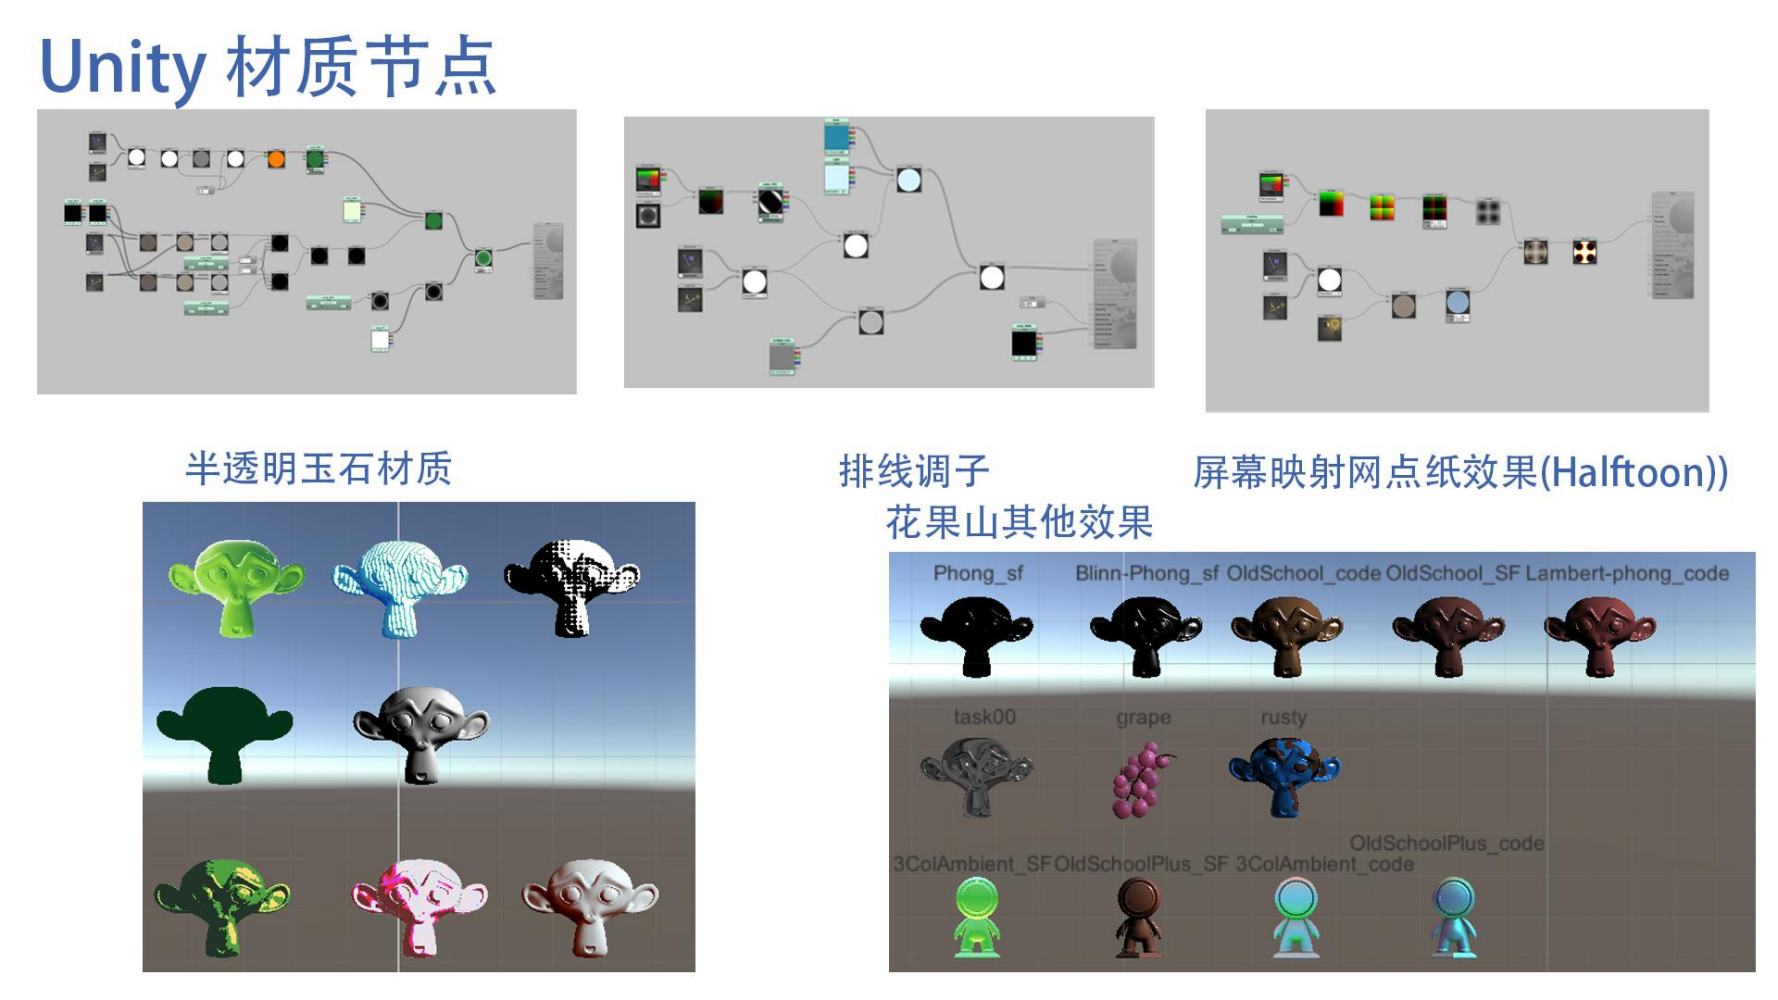 Unity 材质节点
半透明玉石材质
排线调子
屏幕映射网点纸效果(Halftoon))
花果山其他效果
Phong_sf
Blinn-Phong_sf
OldSchool_code
OldSchool_SF
Lambert-phong_code
task00
grape
rusty
OldSchoolPlus_code
3ColAmbient_SF
OldSchoolPlus_SF
3ColAmbient_code